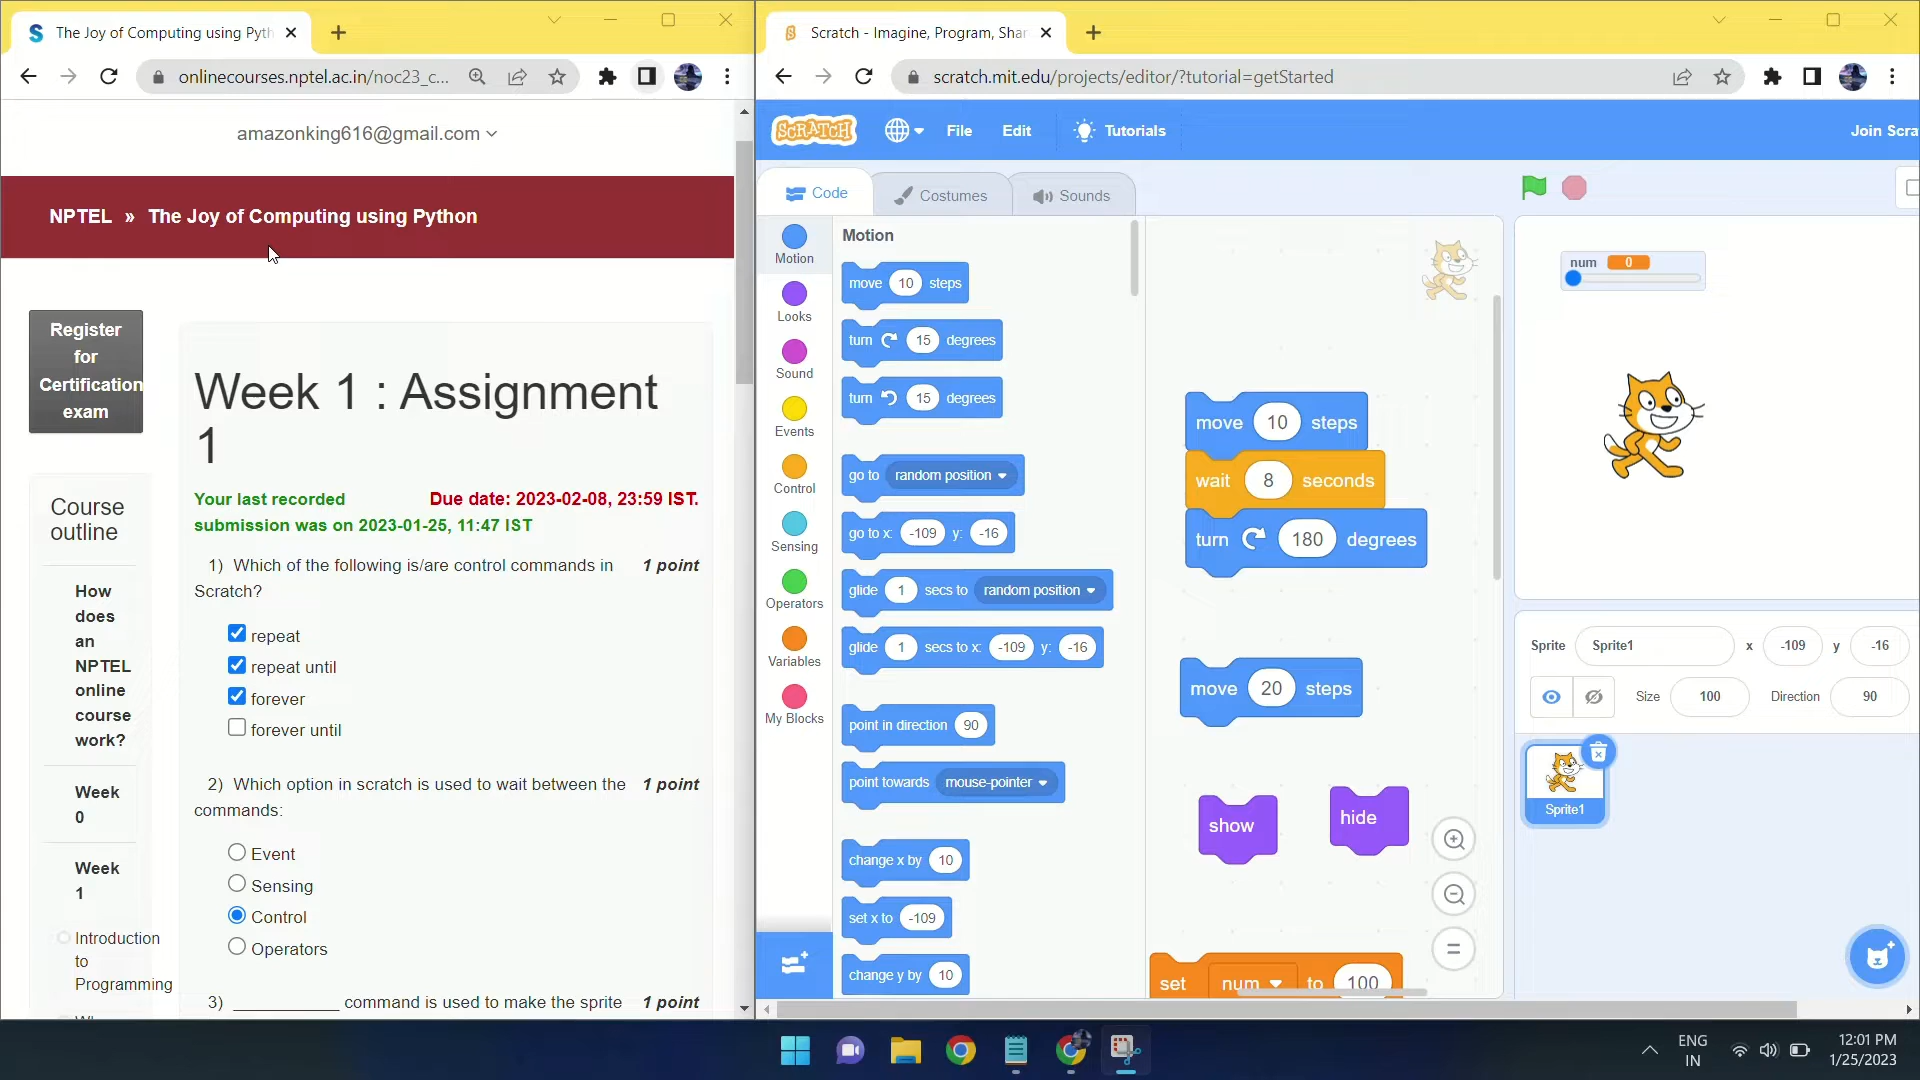 The Joy of Computing using Pyth
onlinecourses.nptel.ac.in/noc23_c...
amazonking616@gmail.com
NPTEL » The Joy of Computing using Python
Register
for
Certification
exam
Course
outline
How
does
an
NPTEL
online
course
work?
Week
0
Week
1
Introduction
to
Programming
Week 1 : Assignment
1
Your last recorded
submission was on 2023-01-25, 11:47 IST
Due date: 2023-02-08, 23:59 IST.
1) Which of the following is/are control commands in
Scratch?
1 point
repeat
repeat until
forever
forever until
2) Which option in scratch is used to wait between the
commands:
1 point
Event
Sensing
Control
Operators
3) ____________ command is used to make the sprite
1 point
Scratch - Imagine, Program, Shar
scratch.mit.edu/projects/editor/?tutorial=getStarted
SCRATCH
File
Edit
Tutorials
Join Scra
Code
Costumes
Sounds
Motion
Looks
Sound
Events
Control
Sensing
Operators
Variables
My Blocks
Motion
move 10 steps
turn 15 degrees
turn 15 degrees
go to random position
go to x: -109 y: -16
glide 1 secs to random position
glide 1 secs to x: -109 y: -16
point in direction 90
point towards mouse-pointer
change x by 10
set x to -109
change y by 10
move 10 steps
wait 8 seconds
turn 180 degrees
move 20 steps
show
hide
set num to 100
num 0
Sprite Sprite1 x -109 y -16
Size 100 Direction 90
Sprite1
ENG
IN
12:01 PM
1/25/2023